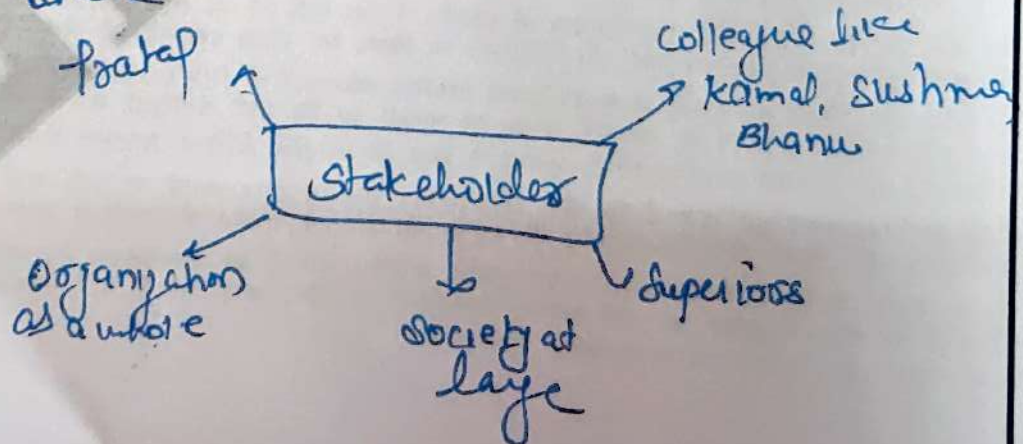 Pratap
Colleague like
Kamal, Sushma
Bhanu
Stakeholder
Organization
as a whole
Superiors
Society at
large